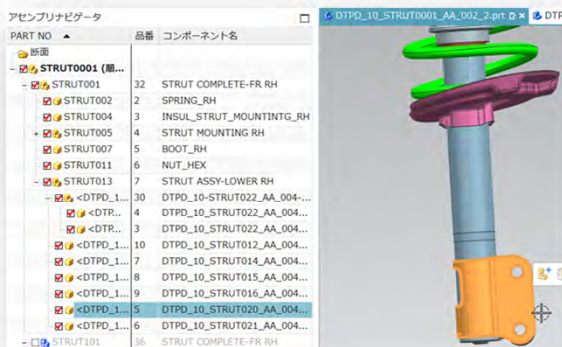 アセンブリナビゲータ
PART NO ▲ 品番 コンポーネント名
断面
STRUT0001 (順...
STRUT001 32 STRUT COMPLETE-FR RH
STRUT002 2 SPRING_RH
STRUT004 3 INSUL_STRUT_MOUNTINTG_RH
STRUT005 4 STRUT MOUNTING RH
STRUT007 5 BOOT_RH
STRUT011 6 NUT_HEX
STRUT013 7 STRUT ASSY-LOWER RH
<DTPD_1... 30 DTPD_10-STRUT022_AA_004-...
<DTP... 4 DTPD_10_STRUT022_AA_004...
<DTP... 3 DTPD_10_STRUT022_AA_004...
<DTPD_1... 10 DTPD_10_STRUT012_AA_004...
<DTPD_1... 7 DTPD_10_STRUT014_AA_004...
<DTPD_1... 8 DTPD_10_STRUT015_AA_004...
<DTPD_1... 9 DTPD_10_STRUT016_AA_004...
<DTPD_1... 5 DTPD_10_STRUT020_AA_004...
<DTPD_1... 6 DTPD_10_STRUT021_AA_004...
STRUT101 36 STRUT COMPLETE-FR RH
DTPD_10_STRUT0001_AA_002_2.prt
DTP